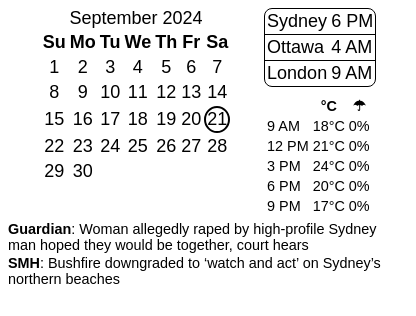 September 2024
Su Mo Tu We Th Fr Sa
1 2 3 4 5 6 7
8 9 10 11 12 13 14
15 16 17 18 19 20 21
22 23 24 25 26 27 28
29 30
Sydney 6 PM
Ottawa 4 AM
London 9 AM
°C ☂
9 AM 18°C 0%
12 PM 21°C 0%
3 PM 24°C 0%
6 PM 20°C 0%
9 PM 17°C 0%
Guardian: Woman allegedly raped by high-profile Sydney
man hoped they would be together, court hears
SMH: Bushfire downgraded to ‘watch and act’ on Sydney’s
northern beaches